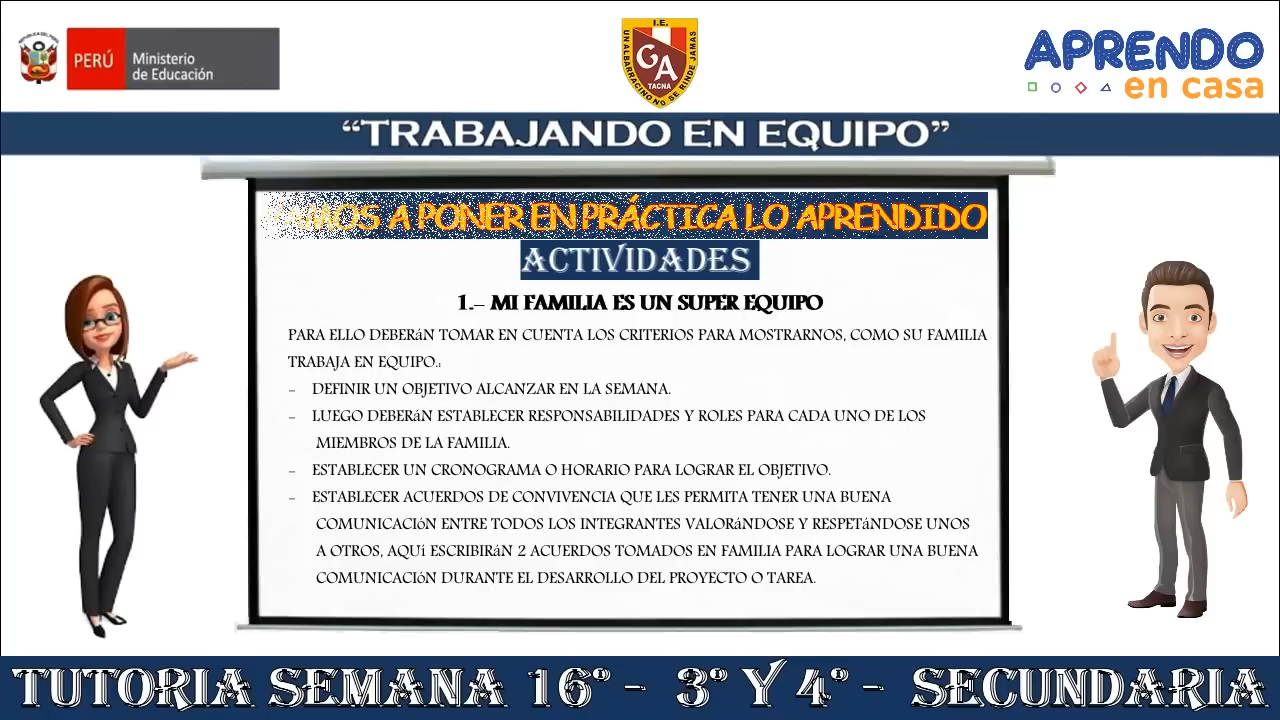 PERÚ
Ministerio
de Educación
I.E.
UN ALBARRACINO NO SE RINDE JAMAS
GA
TACNA
APRENDO
en casa
“TRABAJANDO EN EQUIPO”
A PONER EN PRÁCTICA LO APRENDIDO
ACTIVIDADES
1.- MI FAMILIA ES UN SUPER EQUIPO
PARA ELLO DEBERáN TOMAR EN CUENTA LOS CRITERIOS PARA MOSTRARNOS, COMO SU FAMILIA
TRABAJA EN EQUIPO.:
- DEFINIR UN OBJETIVO ALCANZAR EN LA SEMANA.
- LUEGO DEBERáN ESTABLECER RESPONSABILIDADES Y ROLES PARA CADA UNO DE LOS
MIEMBROS DE LA FAMILIA.
- ESTABLECER UN CRONOGRAMA O HORARIO PARA LOGRAR EL OBJETIVO.
- ESTABLECER ACUERDOS DE CONVIVENCIA QUE LES PERMITA TENER UNA BUENA
COMUNICACIóN ENTRE TODOS LOS INTEGRANTES VALORáNDOSE Y RESPETáNDOSE UNOS
A OTROS, AQUí ESCRIBIRáN 2 ACUERDOS TOMADOS EN FAMILIA PARA LOGRAR UNA BUENA
COMUNICACIóN DURANTE EL DESARROLLO DEL PROYECTO O TAREA.
TUTORIA SEMANA 16° - 3° Y 4° - SECUNDARIA